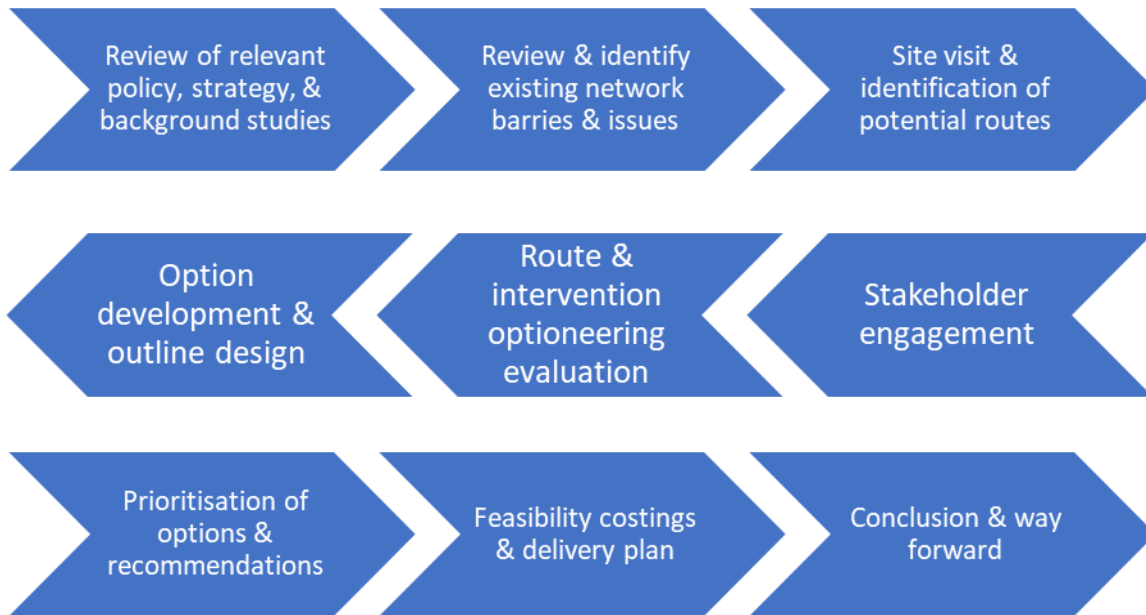 Review of relevant
policy, strategy, &
background studies
Review & identify
existing network
barries & issues
Site visit &
identification of
potential routes
Stakeholder
engagement
Route &
intervention
optioneering
evaluation
Option
development &
outline design
Prioritisation of
options &
recommendations
Feasibility costings
& delivery plan
Conclusion & way
forward